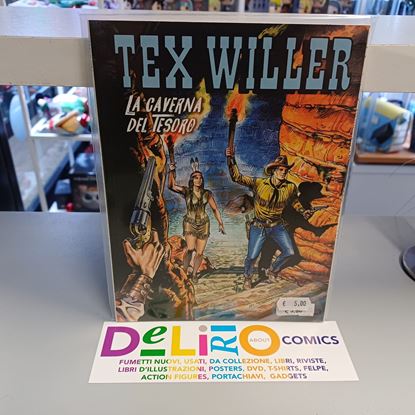 TEX WILLER
LA CAVERNA
DEL TESORO
€ 5,00
DeLiRiO ABOUT COMICS
FUMETTI NUOVI, USATI, DA COLLEZIONE, LIBRI, RIVISTE,
LIBRI D'ILLUSTRAZIONI, POSTERS, DVD, T-SHIRTS, FELPE,
ACTION FIGURES, PORTACHIAVI, GADGETS